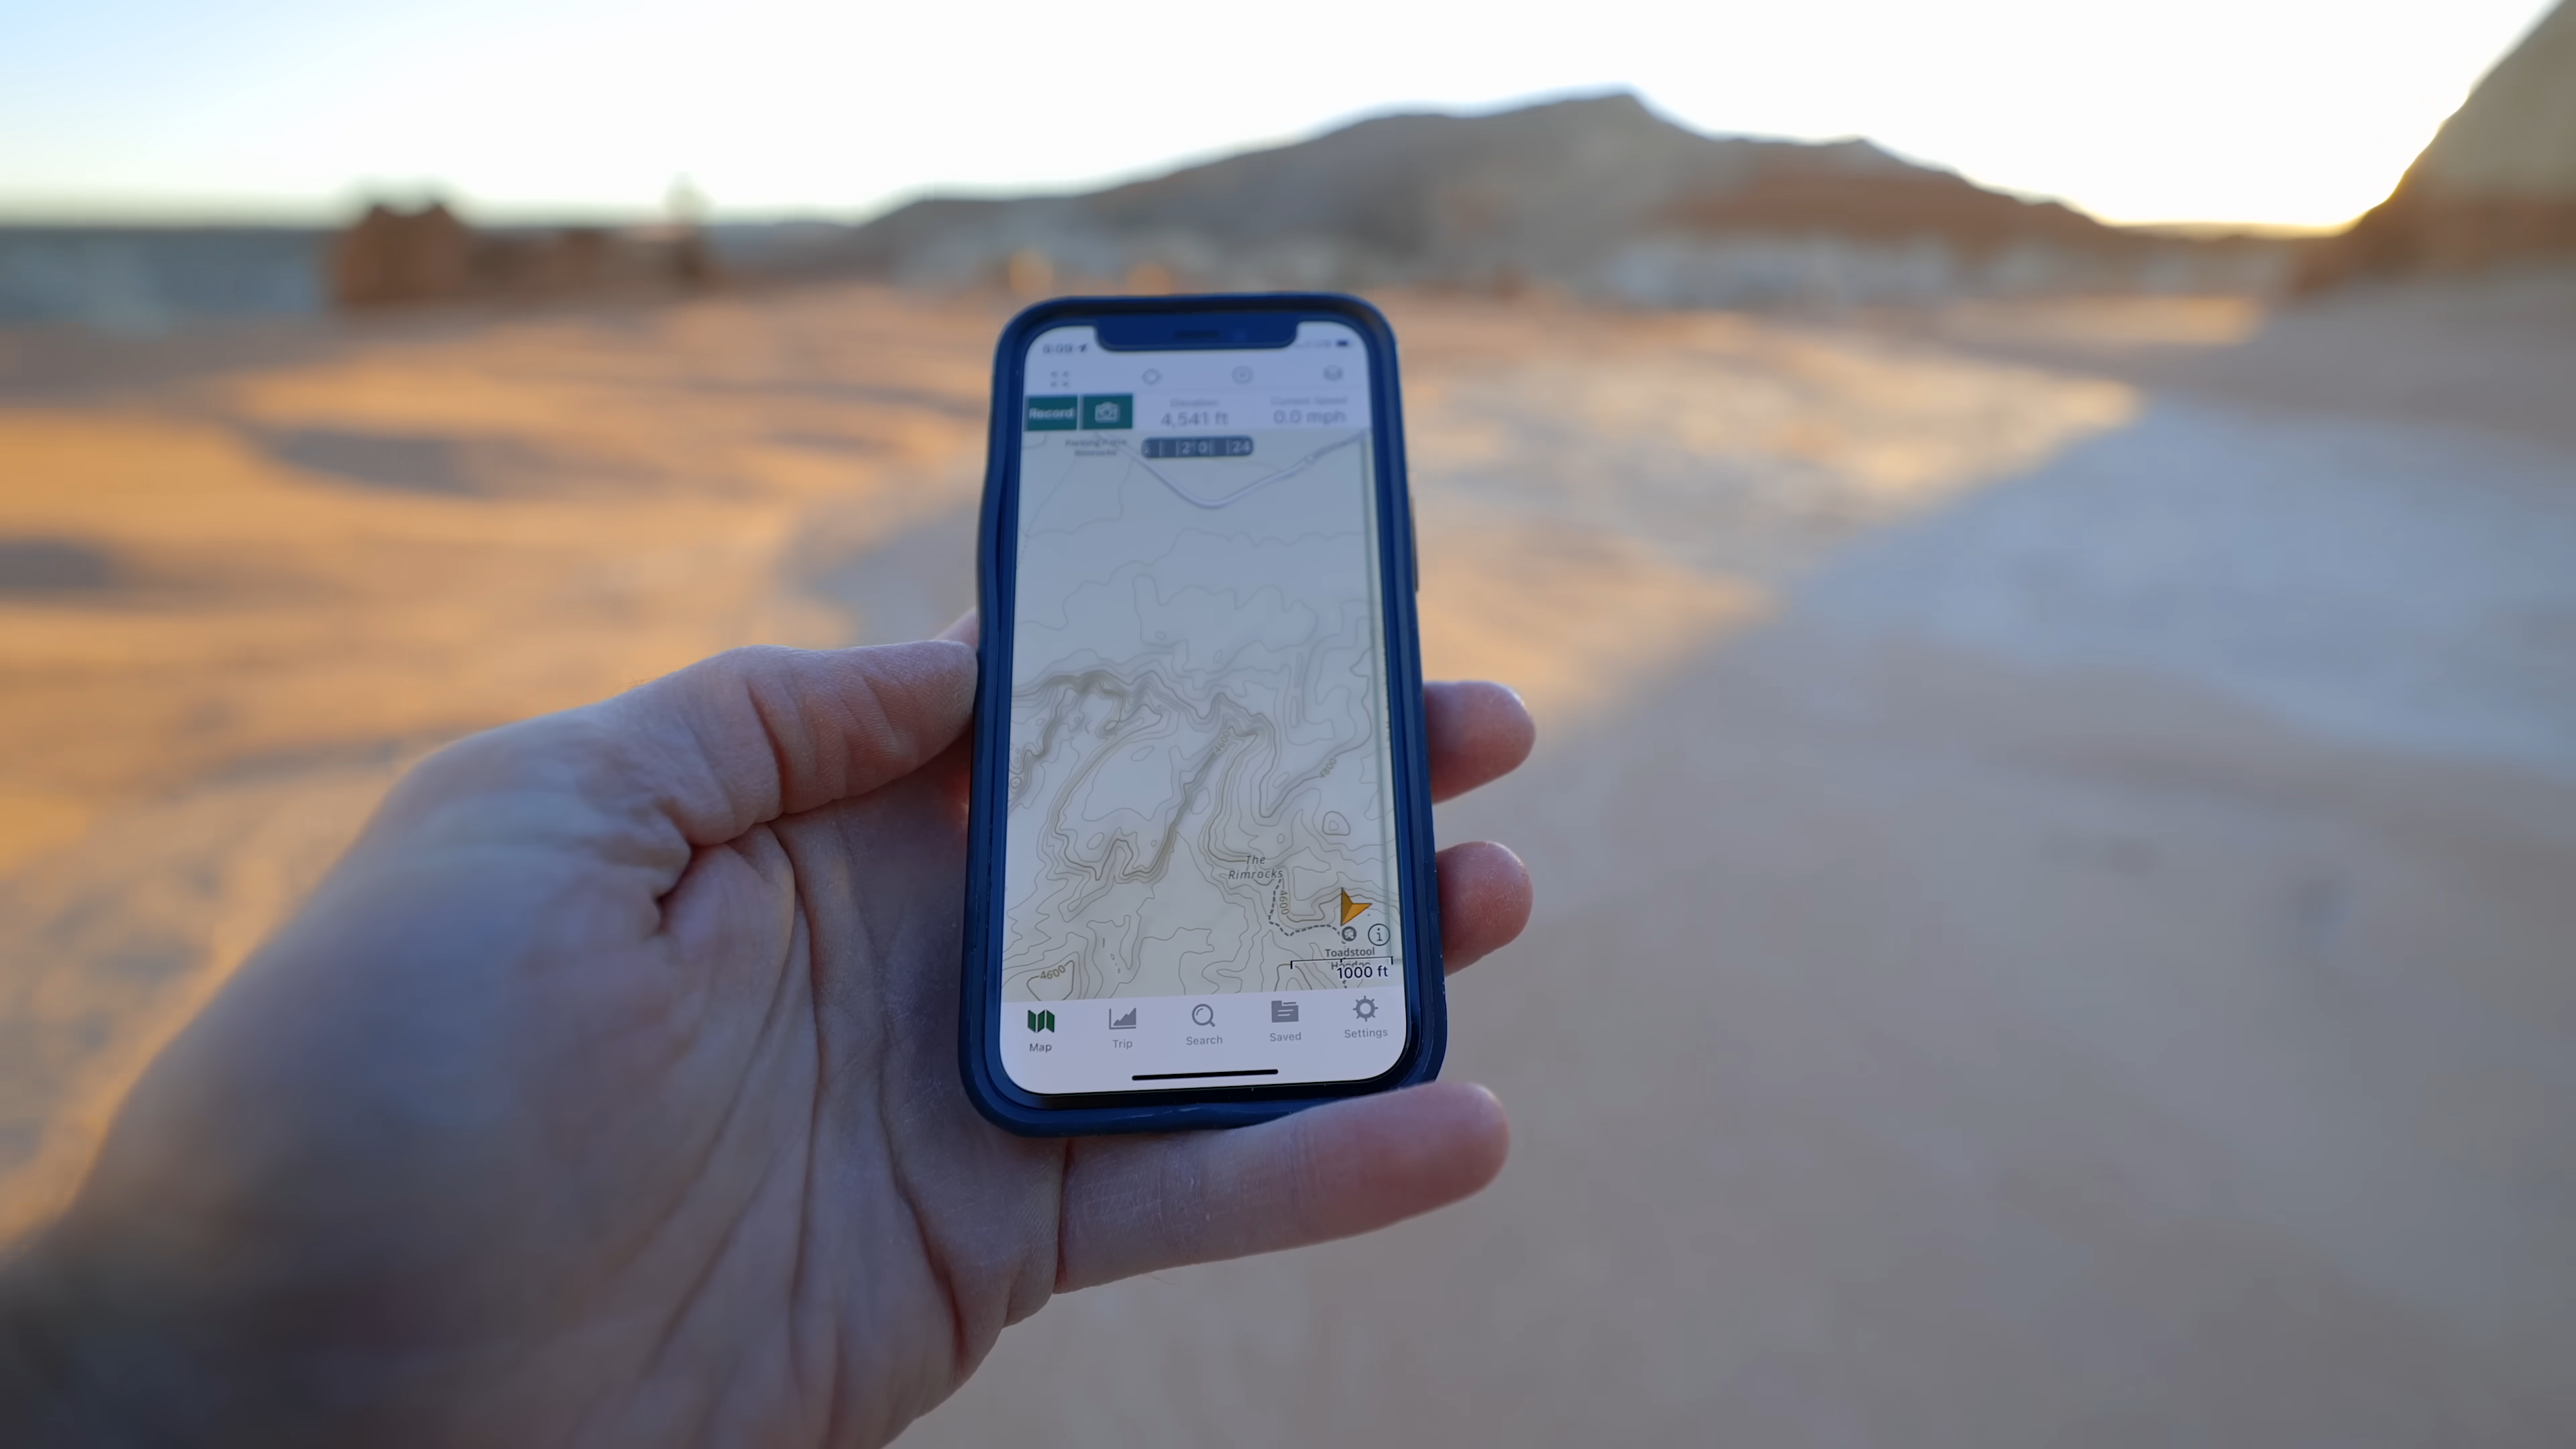 Record
Elevation
4,541 ft
Current Speed
0.0 mph
4600
The
Rimrocks
4600
Toadstool
1000 ft
4600
Map
Trip
Search
Saved
Settings